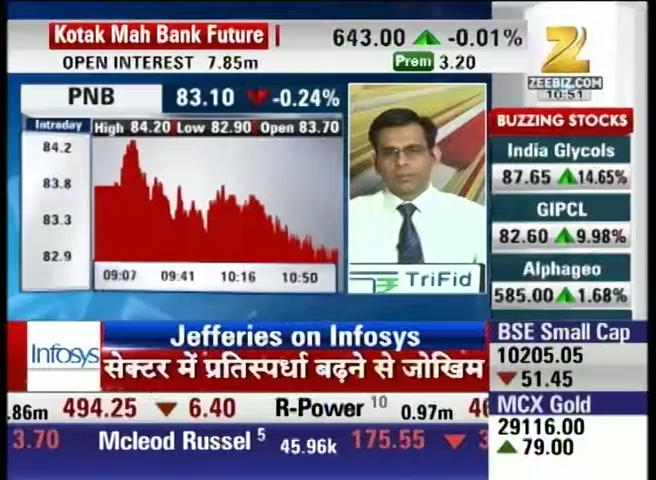 Kotak Mah Bank Future
643.00 -0.01%
OPEN INTEREST 7.85m
Prem 3.20
ZEEBIZ.COM
10:51
PNB 83.10 -0.24%
Intraday High 84.20 Low 82.90 Open 83.70
84.2
83.8
83.3
82.9
09:07 09:41 10:16 10:50
TriFid
BUZZING STOCKS
India Glycols
87.65 14.65%
GIPCL
82.60 9.98%
Alphageo
585.00 1.68%
Infosys
Jefferies on Infosys
सेक्टर में प्रतिस्पर्धा बढ़ने से जोखिम
BSE Small Cap
10205.05
51.45
MCX Gold
29116.00
79.00
.86m 494.25 6.40 R-Power 10 0.97m
3.70 Mcleod Russel 5 45.96k 175.55